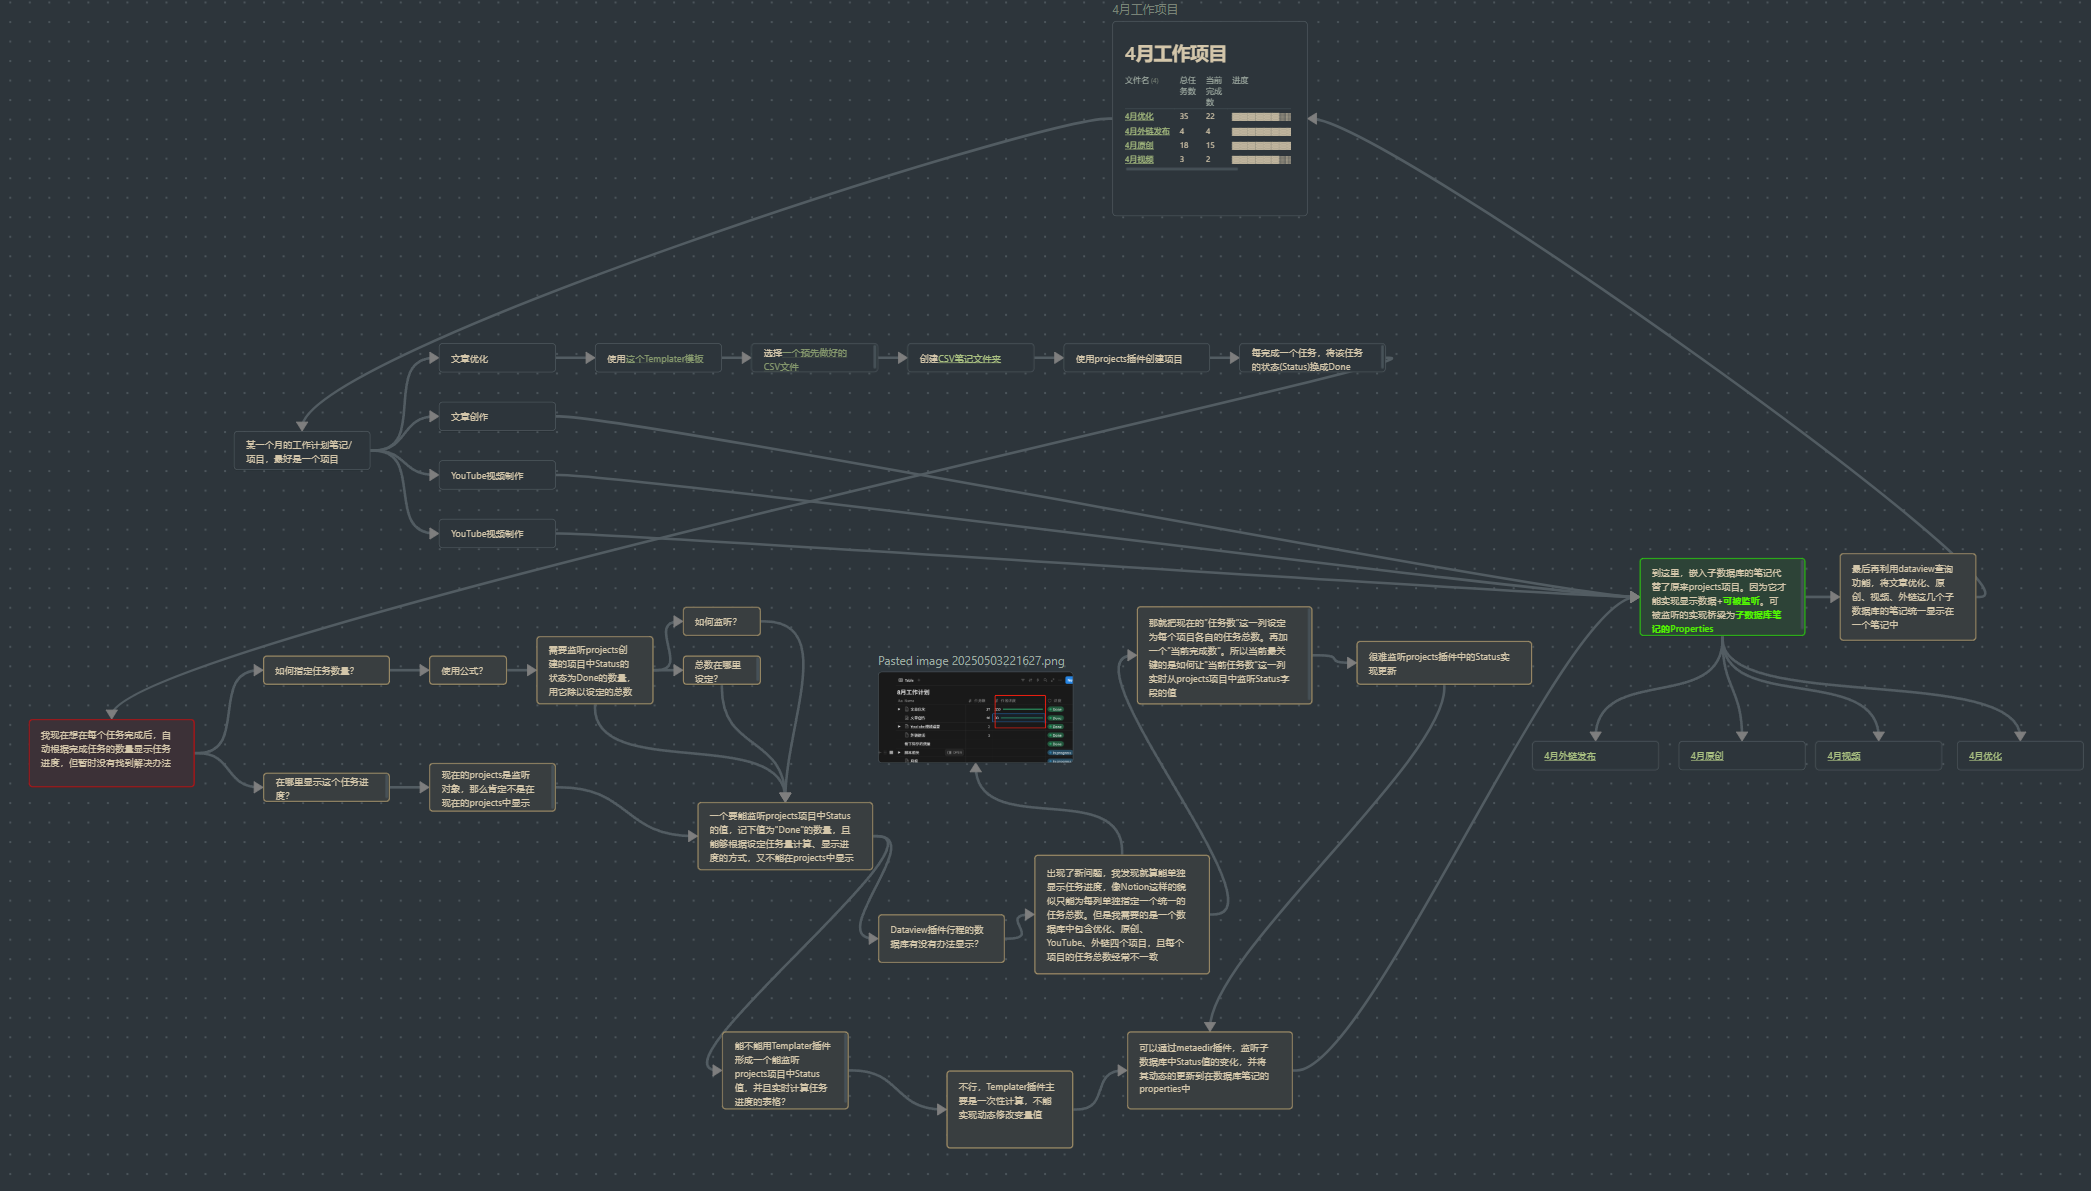 4月工作项目
4月工作项目
文件名 (4) 总任务数 当前完成数 进度
4月优化 35 22
4月外链发布 4 4
4月原创 18 15
4月视频 3 2
文章优化
使用这个Templater模板
选择一个预先做好的
CSV文件
创建CSV笔记文件夹
使用projects插件创建项目
每完成一个任务，将该任务
的状态(Status)换成Done
文章创作
某一个月的工作计划笔记/
项目，最好是一个项目
YouTube视频制作
YouTube视频制作
到这里，嵌入子数据库的笔记代
替了原来projects项目。因为它才
能实现显示数据+可被监听。可
被监听的实现桥梁为子数据库笔
记的Properties
最后再利用dataview查询
功能，将文章优化、原
创、视频、外链这几个子
数据库的笔记统一显示在
一个笔记中
4月外链发布
4月原创
4月视频
4月优化
我现在想在每个任务完成后，自
动根据完成任务的数量显示任务
进度，但暂时没有找到解决办法
如何指定任务数量？
使用公式？
需要监听projects创
建的项目中Status的
状态为Done的数量，
用它除以设定的总数
如何监听？
总数在哪里
设定？
在哪里显示这个任务进
度？
现在的projects是监听
对象，那么肯定不是在
现在的projects中显示
一个要能监听projects项目中Status
的值，记下值为"Done"的数量，且
能够根据设定任务量计算、显示进
度的方式，又不能在projects中显示
Pasted image 20250503221627.png
Table
8月工作计划
Dataview插件行程的数
据库有没有办法显示？
出现了新问题，我发现就算能单独
显示任务进度，像Notion这样的貌
似只能为每列单独指定一个统一的
任务总数。但是我需要的是一个数
据库中包含优化、原创、
YouTube、外链四个项目，且每个
项目的任务总数经常不一致
那就把现在的"任务数"这一列设定
为每个项目各自的任务总数。再加
一个"当前完成数"。所以当前最关
键的是如何让"当前任务数"这一列
实时从projects项目中监听Status字
段的值
很难监听projects插件中的Status实
现更新
能不能用Templater插件
形成一个能监听
projects项目中Status
值，并且实时计算任务
进度的表格？
不行，Templater插件主
要是一次性计算，不能
实现动态修改变量值
可以通过metaedir插件，监听子
数据库中Status值的变化，并将
其动态的更新到在数据库笔记的
properties中